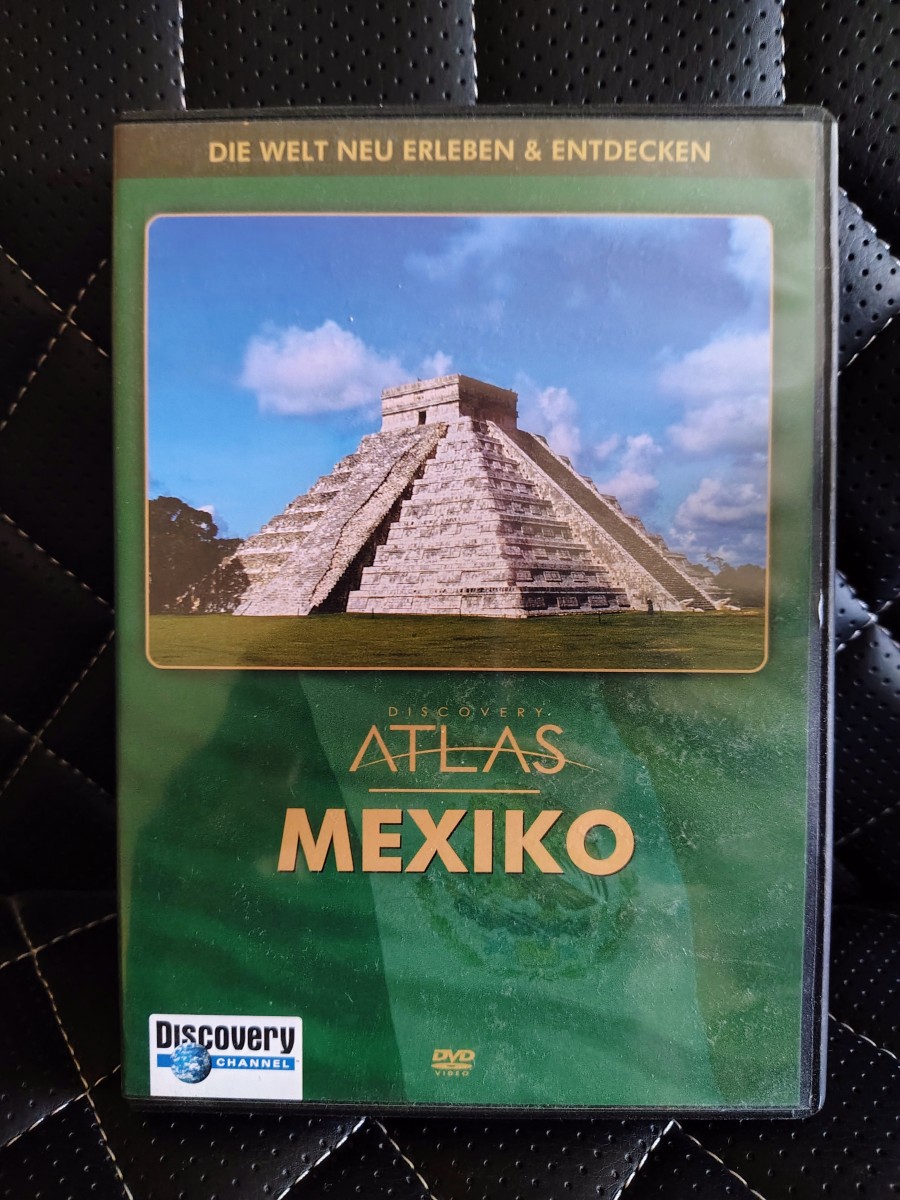 DIE WELT NEU ERLEBEN & ENTDECKEN
DISCOVERY
ATLAS
MEXIKO
Discovery
CHANNEL
DVD
VIDEO